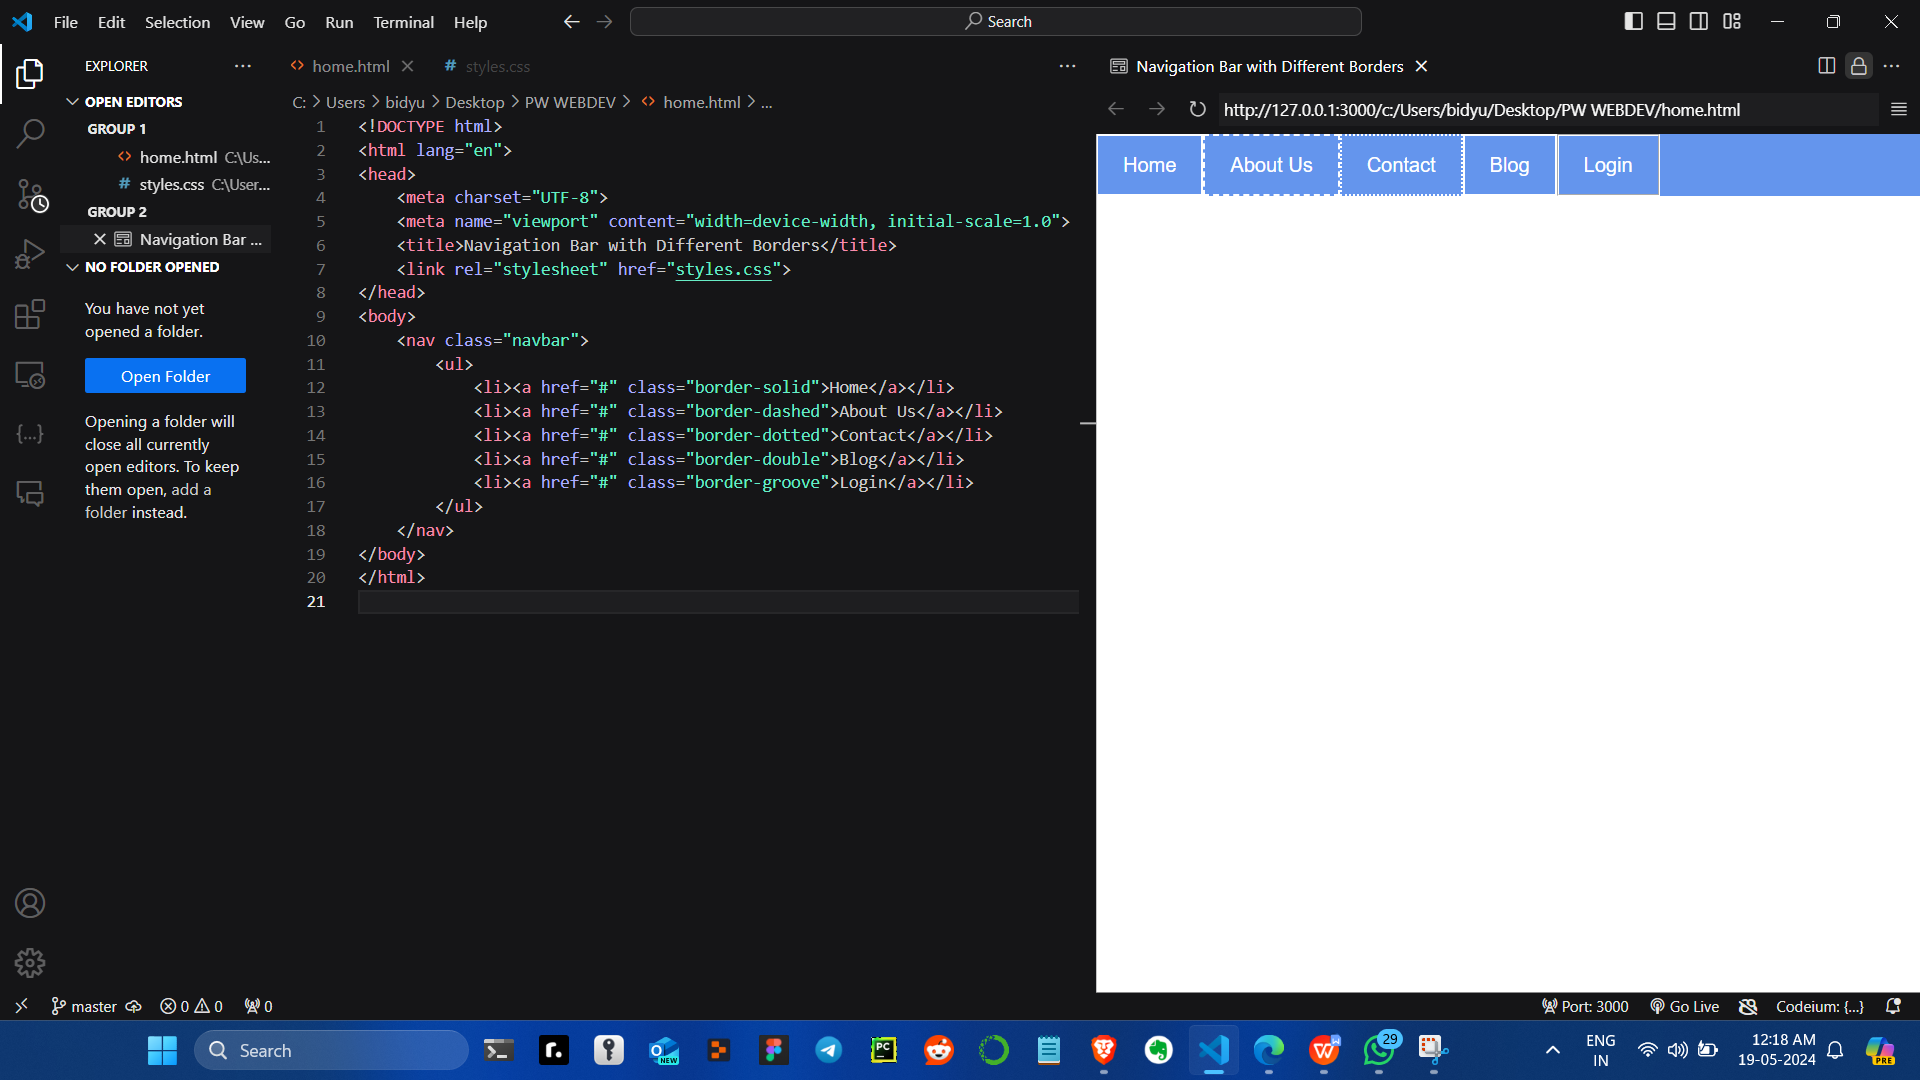 File Edit Selection View Go Run Terminal Help
Search
EXPLORER
OPEN EDITORS
GROUP 1
home.html C:\Us...
styles.css C:\User...
GROUP 2
Navigation Bar ...
NO FOLDER OPENED
You have not yet
opened a folder.
Open Folder
Opening a folder will
close all currently
open editors. To keep
them open, add a
folder instead.
home.html
styles.css
C: > Users > bidyu > Desktop > PW WEBDEV > home.html > ...
1 <!DOCTYPE html>
2 <html lang="en">
3 <head>
4 <meta charset="UTF-8">
5 <meta name="viewport" content="width=device-width, initial-scale=1.0">
6 <title>Navigation Bar with Different Borders</title>
7 <link rel="stylesheet" href="styles.css">
8 </head>
9 <body>
10 <nav class="navbar">
11 <ul>
12 <li><a href="#" class="border-solid">Home</a></li>
13 <li><a href="#" class="border-dashed">About Us</a></li>
14 <li><a href="#" class="border-dotted">Contact</a></li>
15 <li><a href="#" class="border-double">Blog</a></li>
16 <li><a href="#" class="border-groove">Login</a></li>
17 </ul>
18 </nav>
19 </body>
20 </html>
21
Navigation Bar with Different Borders
http://127.0.0.1:3000/c:/Users/bidyu/Desktop/PW WEBDEV/home.html
Home About Us Contact Blog Login
master 0 0 0
Port: 3000 Go Live Codeium: {...}
Search
NEW
PC
29
ENG
IN
12:18 AM
19-05-2024
PRE